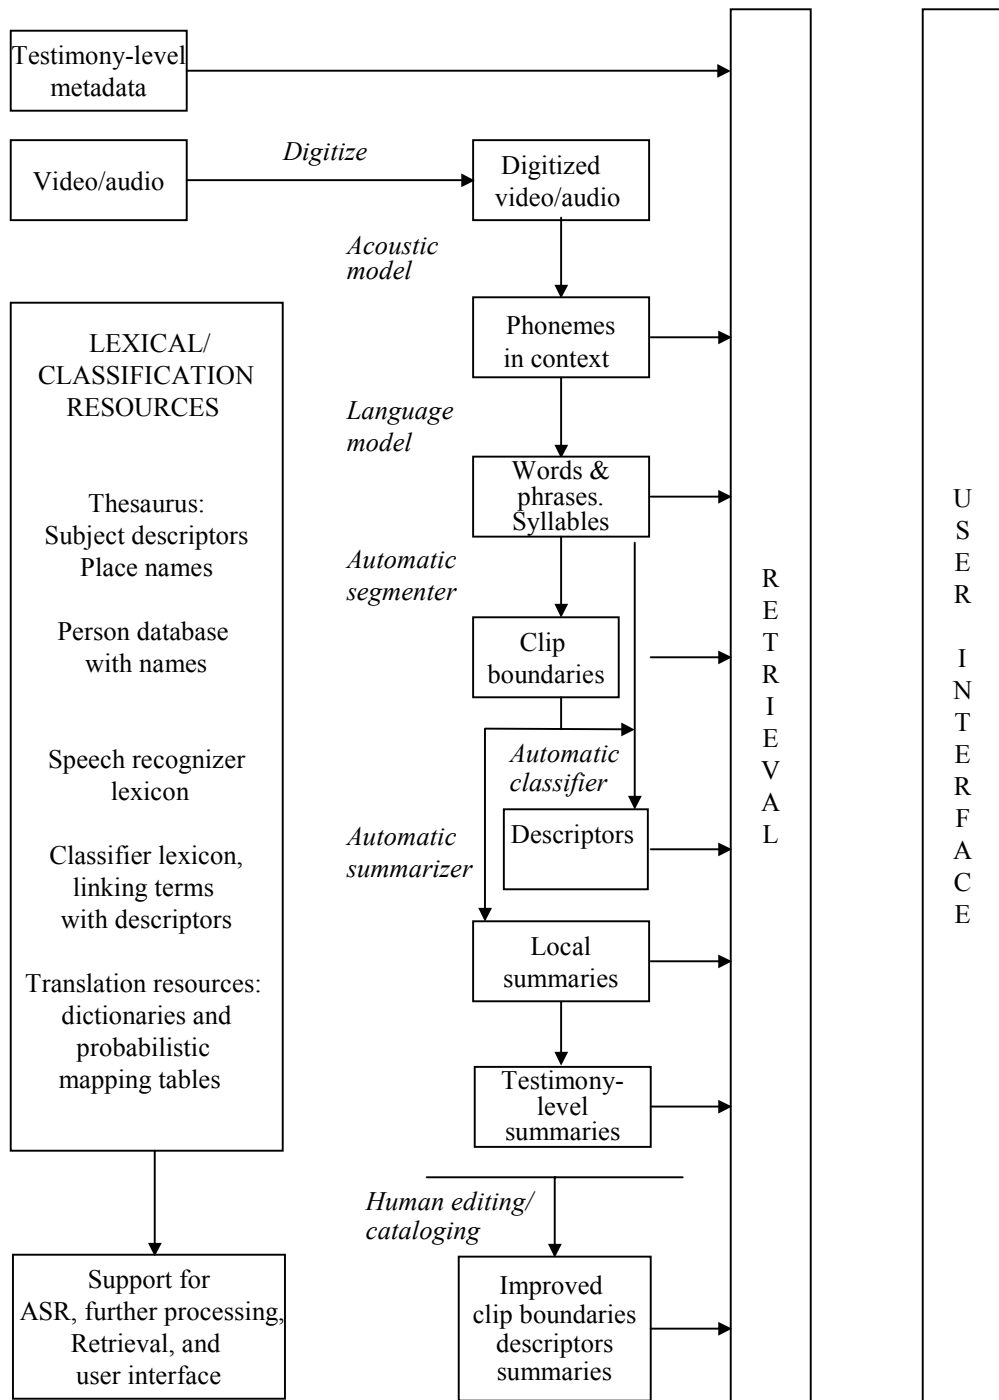 Testimony-level
metadata
Video/audio
Digitize
Digitized
video/audio
Acoustic
model
Phonemes
in context
Language
model
Words &
phrases.
Syllables
Automatic
segmenter
Clip
boundaries
Automatic
classifier
Descriptors
Automatic
summarizer
Local
summaries
Testimony-
level
summaries
Human editing/
cataloging
Improved
clip boundaries
descriptors
summaries
LEXICAL/
CLASSIFICATION
RESOURCES
Thesaurus:
Subject descriptors
Place names
Person database
with names
Speech recognizer
lexicon
Classifier lexicon,
linking terms
with descriptors
Translation resources:
dictionaries and
probabilistic
mapping tables
Support for
ASR, further processing,
Retrieval, and
user interface
RETRIEVAL
USER INTERFACE